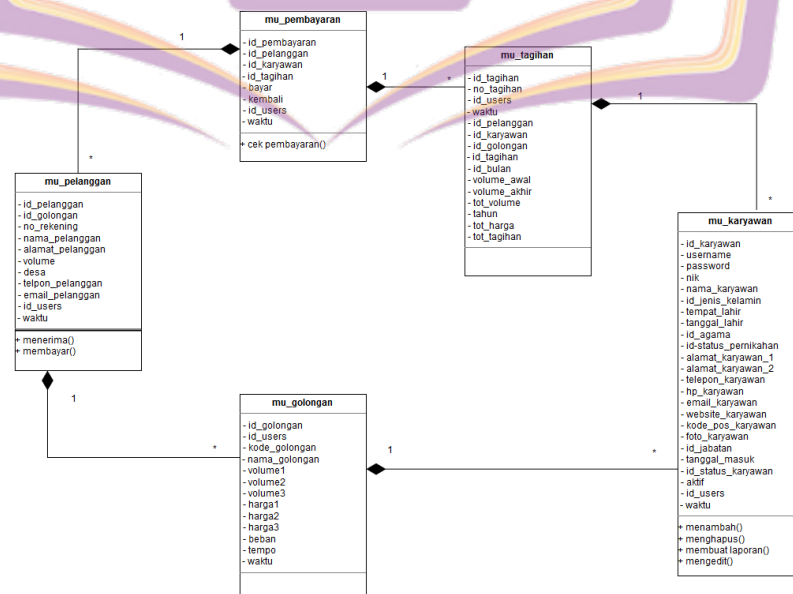 mu_pembayaran
- id_pembayaran
- id_pelanggan
- id_karyawan
- id_tagihan
- bayar
- kembali
- id_users
- waktu
+ cek pembayaran()
1
*
1
*
mu_tagihan
- id_tagihan
- no_tagihan
- id_users
- waktu
- id_pelanggan
- id_karyawan
- id_golongan
- id_tagihan
- id_bulan
- volume_awal
- volume_akhir
- tot_volume
- tahun
- tot_harga
- tot_tagihan
1
*
mu_pelanggan
- id_pelanggan
- id_golongan
- no_rekening
- nama_pelanggan
- alamat_pelanggan
- volume
- desa
- telpon_pelanggan
- email_pelanggan
- id_users
- waktu
+ menerima()
+ membayar()
1
*
mu_karyawan
- id_karyawan
- username
- password
- nik
- nama_karyawan
- id_jenis_kelamin
- tempat_lahir
- tanggal_lahir
- id_agama
- id-status_pernikahan
- alamat_karyawan_1
- alamat_karyawan_2
- telepon_karyawan
- hp_karyawan
- email_karyawan
- website_karyawan
- kode_pos_karyawan
- foto_karyawan
- id_jabatan
- tanggal_masuk
- id_status_karyawan
- aktif
- id_users
- waktu
+ menambah()
+ menghapus()
+ membuat laporan()
+ mengedit()
mu_golongan
- id_golongan
- id_users
- kode_golongan
- nama_golongan
- volume1
- volume2
- volume3
- harga1
- harga2
- harga3
- beban
- tempo
- waktu
1
*